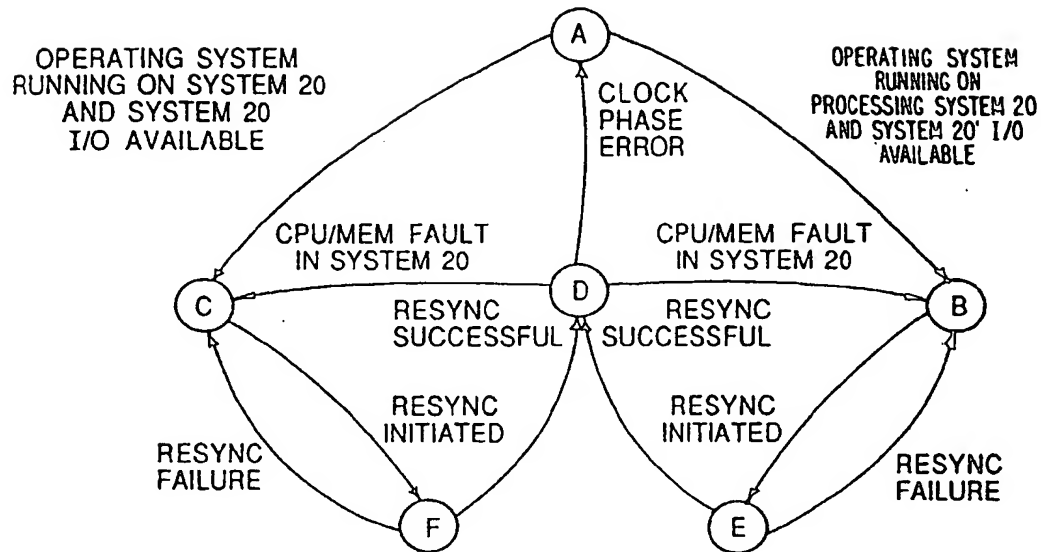 A
OPERATING SYSTEM
RUNNING ON SYSTEM 20
AND SYSTEM 20
I/O AVAILABLE
CLOCK
PHASE
ERROR
OPERATING SYSTEM
RUNNING ON
PROCESSING SYSTEM 20
AND SYSTEM 20' I/O
AVAILABLE
CPU/MEM FAULT
IN SYSTEM 20
CPU/MEM FAULT
IN SYSTEM 20
C
D
B
RESYNC
SUCCESSFUL
RESYNC
SUCCESSFUL
RESYNC
INITIATED
RESYNC
INITIATED
RESYNC
FAILURE
RESYNC
FAILURE
F
E